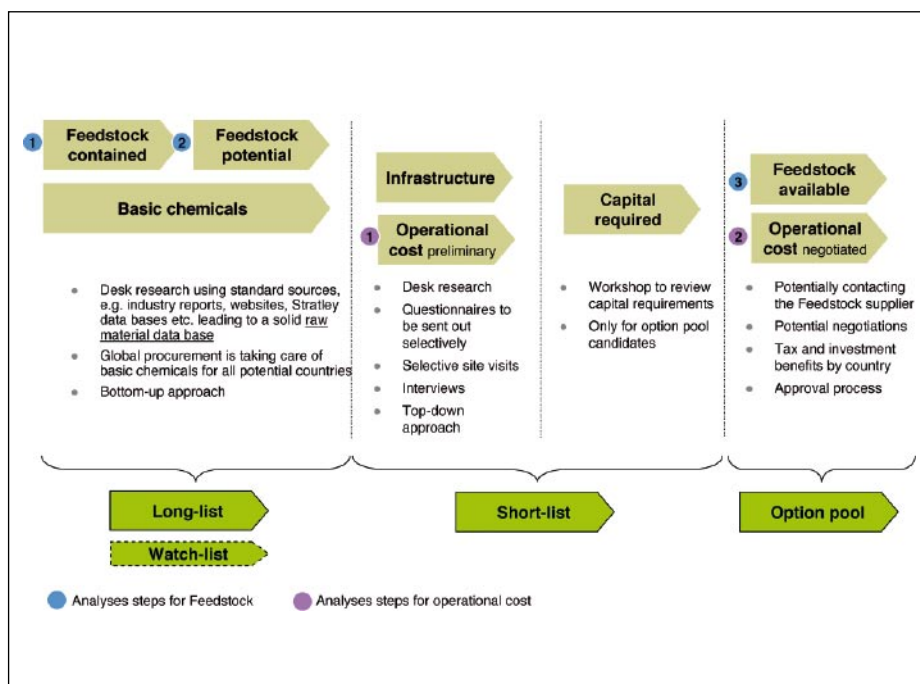 1
Feedstock
contained
2
Feedstock
potential
Basic chemicals
• Desk research using standard sources,
e.g. industry reports, websites, Stratley
data bases etc. leading to a solid raw
material data base
• Global procurement is taking care of
basic chemicals for all potential countries
• Bottom-up approach
Infrastructure
1
Operational
cost preliminary
• Desk research
• Questionnaires to
be sent out
selectively
• Selective site visits
• Interviews
• Top-down
approach
Capital
required
• Workshop to review
capital requirements
• Only for option pool
candidates
3
Feedstock
available
2
Operational
cost negotiated
• Potentially contacting
the Feedstock supplier
• Potential negotiations
• Tax and investment
benefits by country
• Approval process
Long-list
Watch-list
Short-list
Option pool
Analyses steps for Feedstock
Analyses steps for operational cost